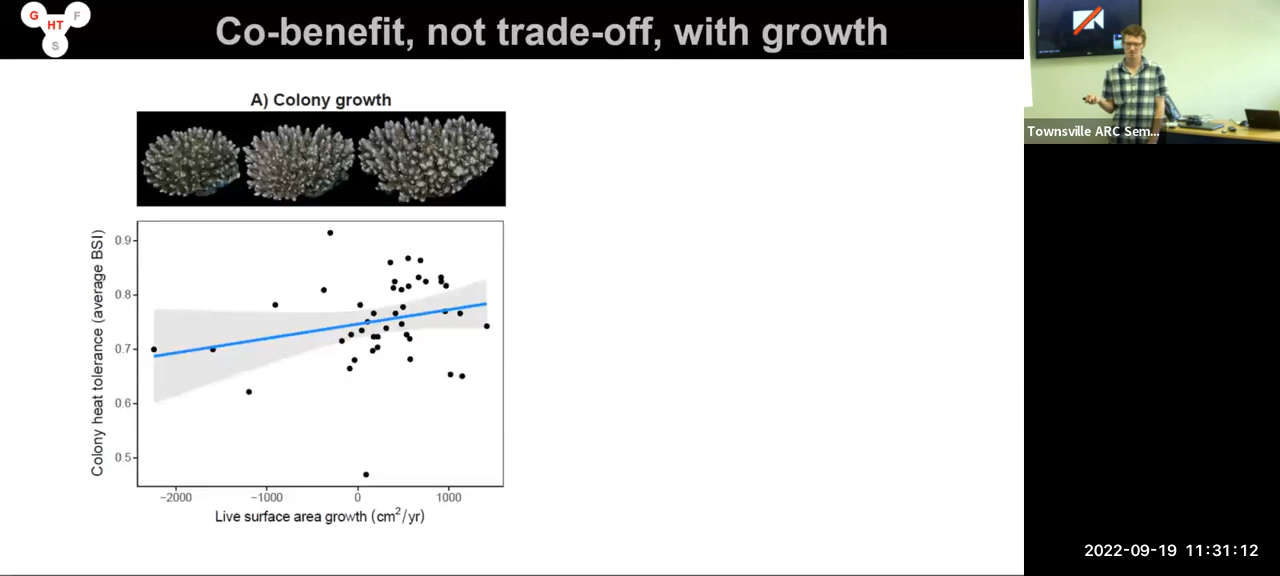 G
F
HT
S
Co-benefit, not trade-off, with growth
A) Colony growth
Colony heat tolerance (average BSI)
0.9
0.8
0.7
0.6
0.5
−2000
−1000
0
1000
Live surface area growth (cm²/yr)
Townsville ARC Sem...
2022-09-19 11:31:12